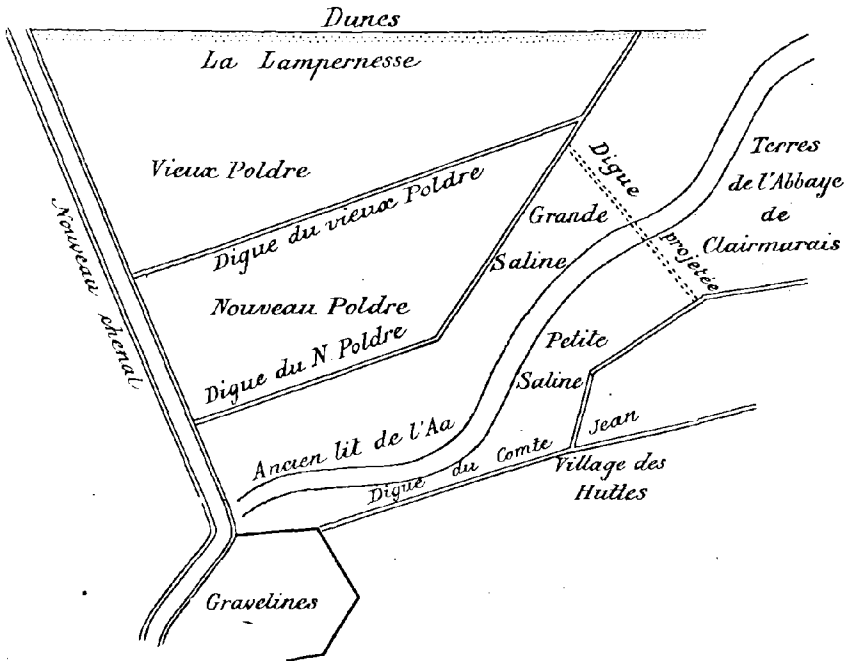 Dunes
La Lampernesse
Vieux Poldre
Digue du vieux Poldre
Nouveau chenal
Nouveau Poldre
Digue du N. Poldre
Digue projetée
Grande
Saline
Terres
de l'Abbaye
de
Clairmarais
Petite
Saline
Ancien lit de l'Aa
Digue du Comte Jean
Village des
Huttes
Gravelines